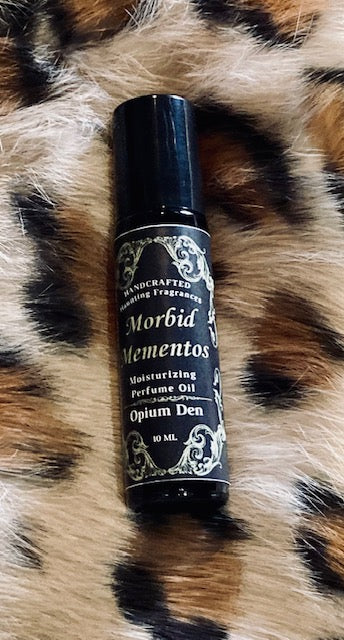 HANDCRAFTED
Haunting Fragrances
Morbid
Mementos
Moisturizing
Perfume Oil
Opium Den
10 ML